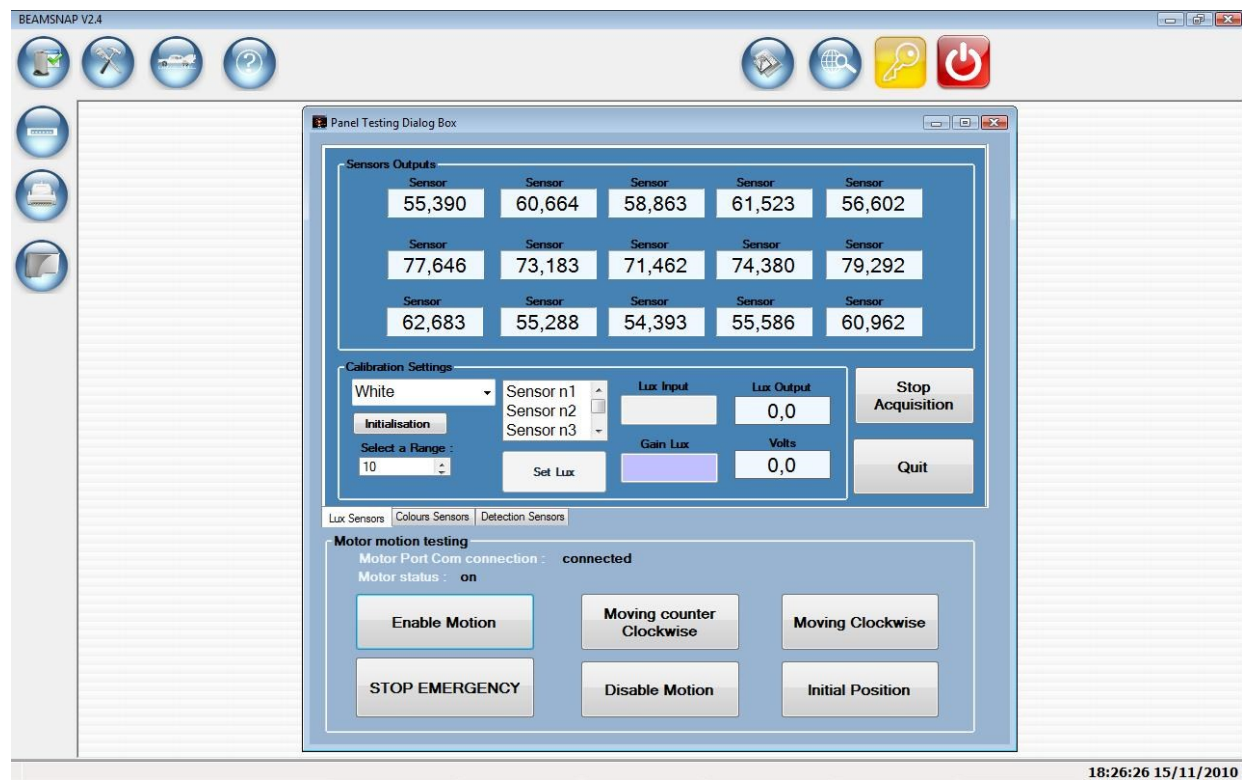 BEAMSNAP V2.4
Panel Testing Dialog Box
Sensors Outputs
Sensor Sensor Sensor Sensor Sensor
55,390 60,664 58,863 61,523 56,602
Sensor Sensor Sensor Sensor Sensor
77,646 73,183 71,462 74,380 79,292
Sensor Sensor Sensor Sensor Sensor
62,683 55,288 54,393 55,586 60,962
Calibration Settings
White
Initialisation
Select a Range :
10
Sensor n1
Sensor n2
Sensor n3
Set Lux
Lux Input
Gain Lux
Lux Output
0,0
Volts
0,0
Stop
Acquisition
Quit
Lux Sensors Colours Sensors Detection Sensors
Motor motion testing
Motor Port Com connection : connected
Motor status : on
Enable Motion
Moving counter
Clockwise
Moving Clockwise
STOP EMERGENCY
Disable Motion
Initial Position
18:26:26 15/11/2010